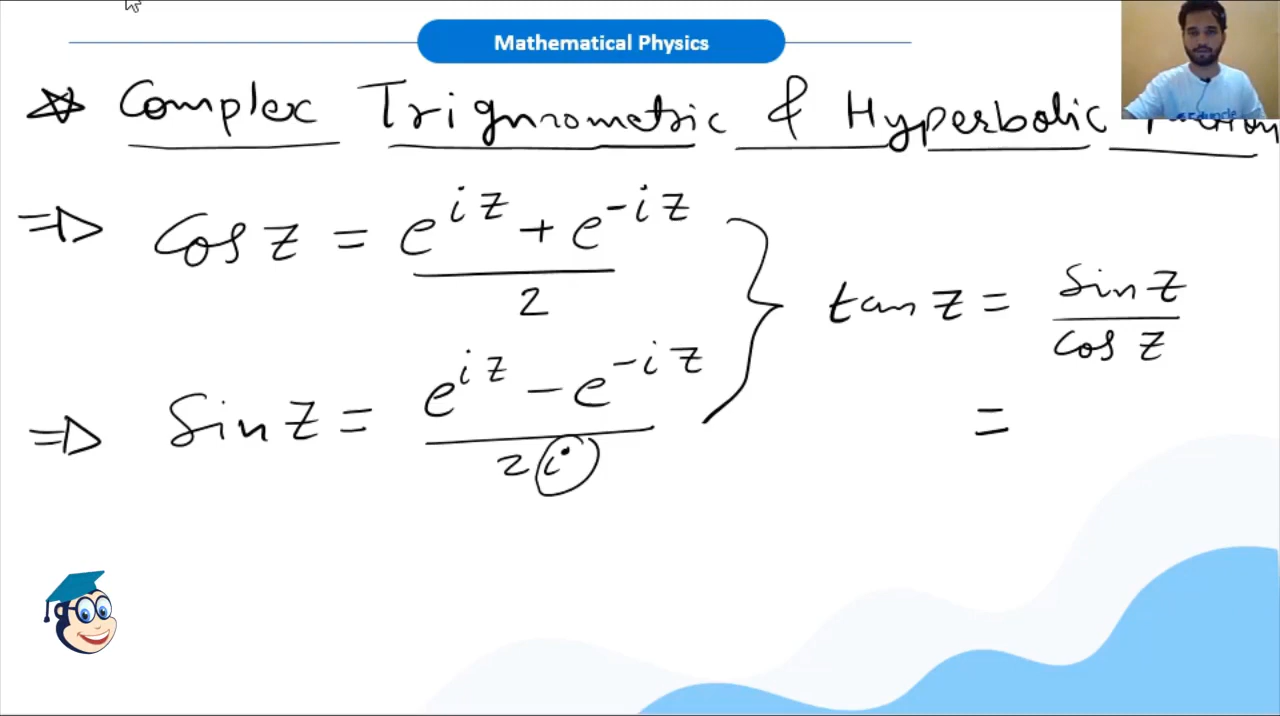 Mathematical Physics
☆ Complex Trignometric & Hyperbolic
⇒ Cos z = (e^{iz} + e^{-iz}) / 2
tan z = Sin z / Cos z
⇒ Sin z = (e^{iz} - e^{-iz}) / 2i
=